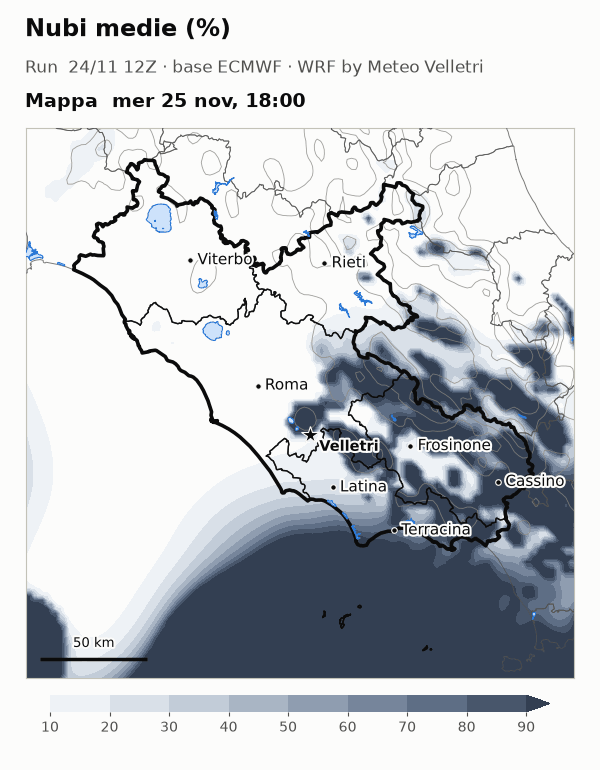 Nubi medie (%)
Run  24/11 12Z · base ECMWF · WRF by Meteo Velletri
Mappa  mer 25 nov, 18:00
Viterbo
Rieti
Roma
Velletri
Frosinone
Cassino
Latina
Terracina
50 km
10 20 30 40 50 60 70 80 90